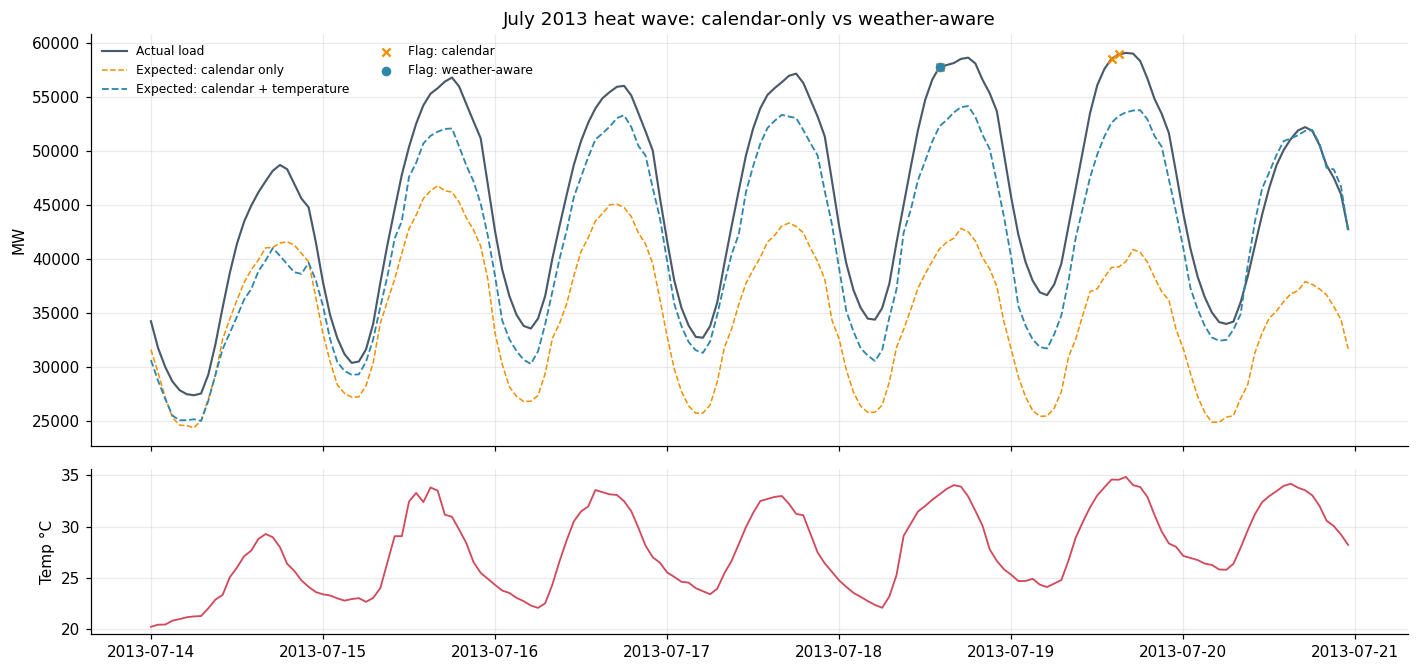 July 2013 heat wave: calendar-only vs weather-aware
Actual load
Expected: calendar only
Expected: calendar + temperature
Flag: calendar
Flag: weather-aware
60000
55000
50000
45000
40000
35000
30000
25000
MW
35
30
25
20
Temp °C
2013-07-14
2013-07-15
2013-07-16
2013-07-17
2013-07-18
2013-07-19
2013-07-20
2013-07-21